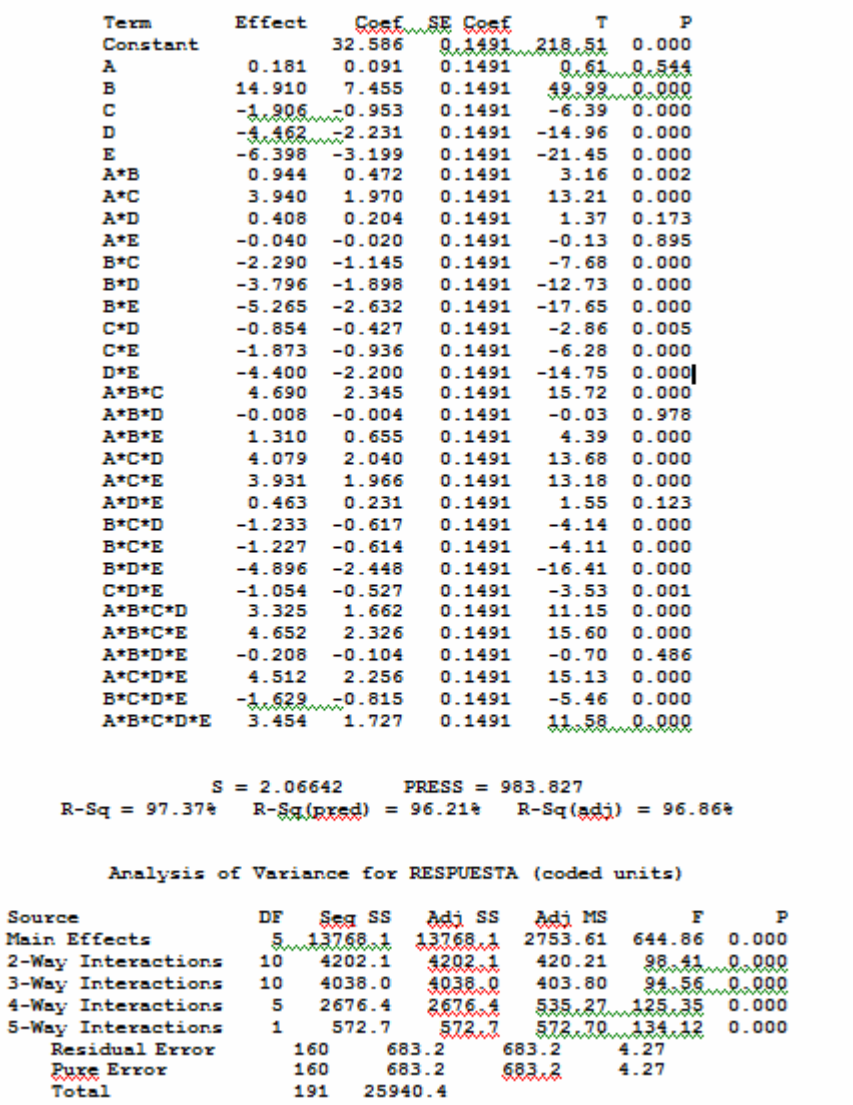 Term Effect Coef SE Coef T P
Constant 32.586 0.1491 218.51 0.000
A 0.181 0.091 0.1491 0.61 0.544
B 14.910 7.455 0.1491 49.99 0.000
C -1.906 -0.953 0.1491 -6.39 0.000
D -4.462 -2.231 0.1491 -14.96 0.000
E -6.398 -3.199 0.1491 -21.45 0.000
A*B 0.944 0.472 0.1491 3.16 0.002
A*C 3.940 1.970 0.1491 13.21 0.000
A*D 0.408 0.204 0.1491 1.37 0.173
A*E -0.040 -0.020 0.1491 -0.13 0.895
B*C -2.290 -1.145 0.1491 -7.68 0.000
B*D -3.796 -1.898 0.1491 -12.73 0.000
B*E -5.265 -2.632 0.1491 -17.65 0.000
C*D -0.854 -0.427 0.1491 -2.86 0.005
C*E -1.873 -0.936 0.1491 -6.28 0.000
D*E -4.400 -2.200 0.1491 -14.75 0.000
A*B*C 4.690 2.345 0.1491 15.72 0.000
A*B*D -0.008 -0.004 0.1491 -0.03 0.978
A*B*E 1.310 0.655 0.1491 4.39 0.000
A*C*D 4.079 2.040 0.1491 13.68 0.000
A*C*E 3.931 1.966 0.1491 13.18 0.000
A*D*E 0.463 0.231 0.1491 1.55 0.123
B*C*D -1.233 -0.617 0.1491 -4.14 0.000
B*C*E -1.227 -0.614 0.1491 -4.11 0.000
B*D*E -4.896 -2.448 0.1491 -16.41 0.000
C*D*E -1.054 -0.527 0.1491 -3.53 0.001
A*B*C*D 3.325 1.662 0.1491 11.15 0.000
A*B*C*E 4.652 2.326 0.1491 15.60 0.000
A*B*D*E -0.208 -0.104 0.1491 -0.70 0.486
A*C*D*E 4.512 2.256 0.1491 15.13 0.000
B*C*D*E -1.629 -0.815 0.1491 -5.46 0.000
A*B*C*D*E 3.454 1.727 0.1491 11.58 0.000
S = 2.06642 PRESS = 983.827
R-Sq = 97.37% R-Sq(pred) = 96.21% R-Sq(adj) = 96.86%
Analysis of Variance for RESPUESTA (coded units)
Source DF Seq SS Adj SS Adj MS F P
Main Effects 5 13768.1 13768.1 2753.61 644.86 0.000
2-Way Interactions 10 4202.1 4202.1 420.21 98.41 0.000
3-Way Interactions 10 4038.0 4038.0 403.80 94.56 0.000
4-Way Interactions 5 2676.4 2676.4 535.27 125.35 0.000
5-Way Interactions 1 572.7 572.7 572.70 134.12 0.000
Residual Error 160 683.2 683.2 4.27
Pure Error 160 683.2 683.2 4.27
Total 191 25940.4